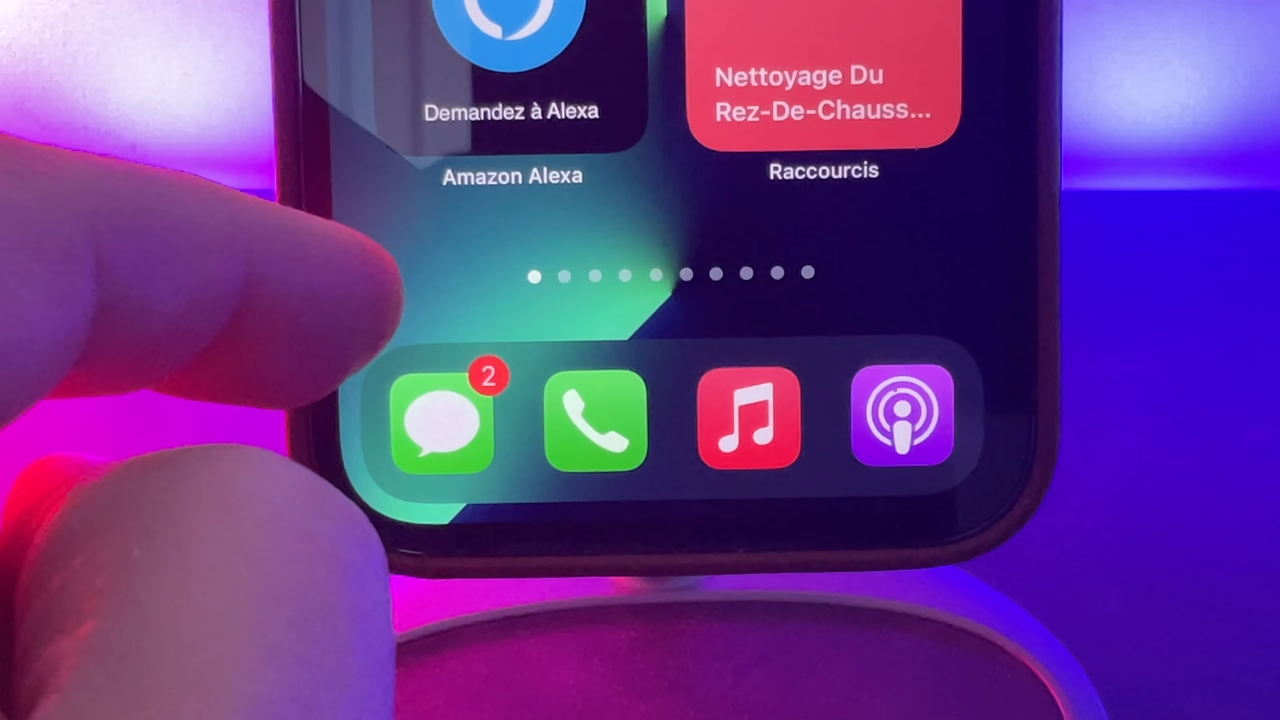 Demandez à Alexa
Amazon Alexa
Nettoyage Du
Rez-De-Chauss...
Raccourcis
2